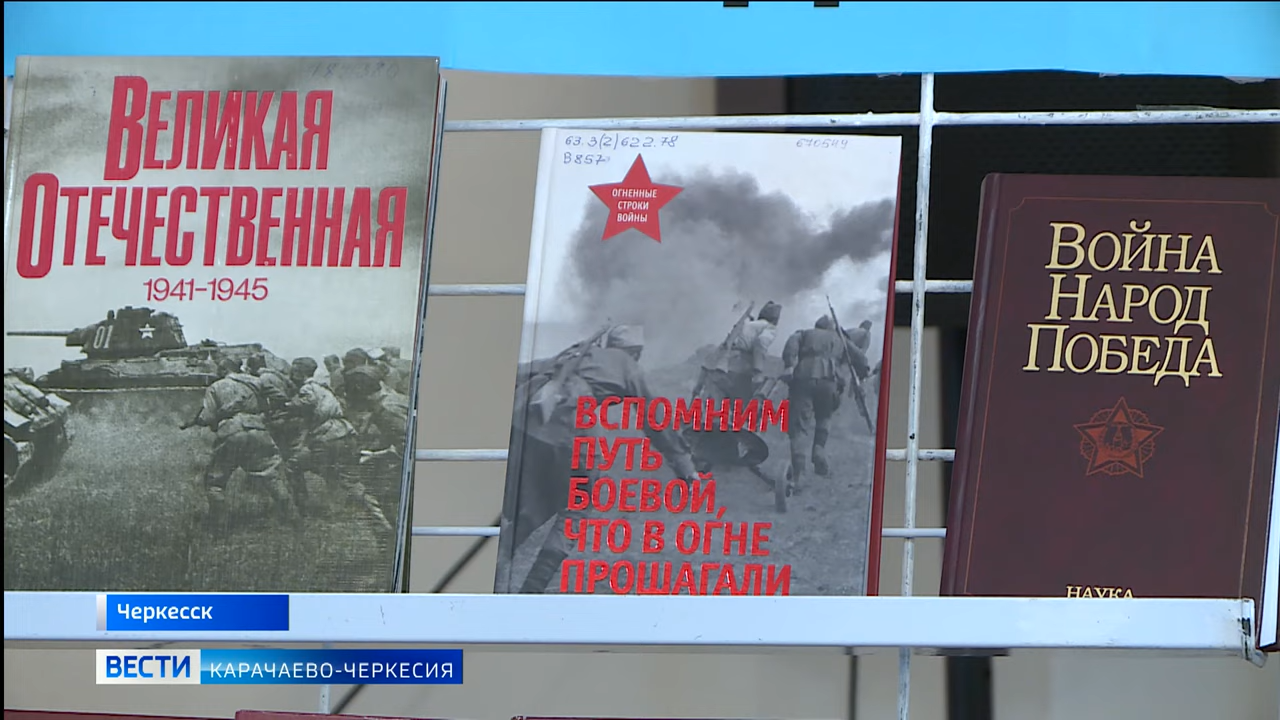 ВЕЛИКАЯ
ОТЕЧЕСТВЕННАЯ
1941-1945
63.3(2)622.78
В857
670549
ОГНЕННЫЕ
СТРОКИ
ВОЙНЫ
01
ВСПОМНИМ
ПУТЬ
БОЕВОЙ,
ЧТО В ОГНЕ
ПРОШАГАЛИ
ВОЙНА
НАРОД
ПОБЕДА
НАУКА
Черкесск
ВЕСТИ КАРАЧАЕВО-ЧЕРКЕСИЯ